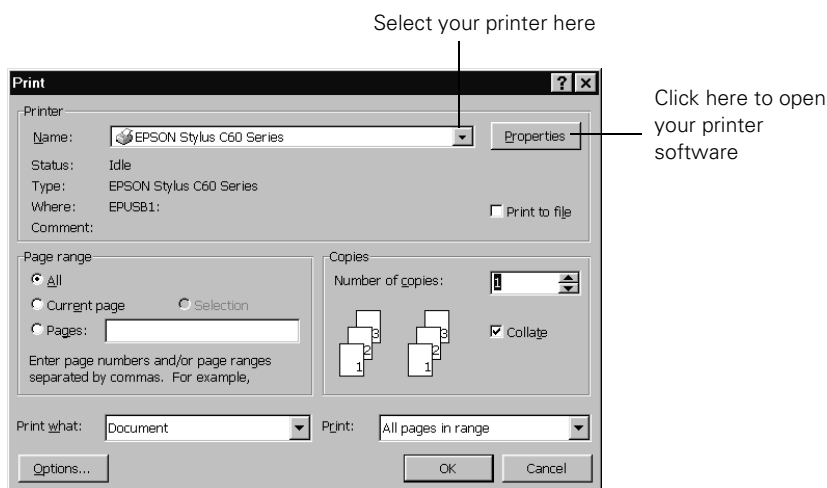 Select your printer here
Print
Printer
Name: EPSON Stylus C60 Series Properties
Click here to open
your printer
software
Status: Idle
Type: EPSON Stylus C60 Series
Where: EPUSB1: Print to file
Comment:
Page range
All
Current page Selection
Pages:
Enter page numbers and/or page ranges
separated by commas. For example,
Copies
Number of copies: 1
3 3
2 2
1 1
Collate
Print what: Document Print: All pages in range
Options... OK Cancel